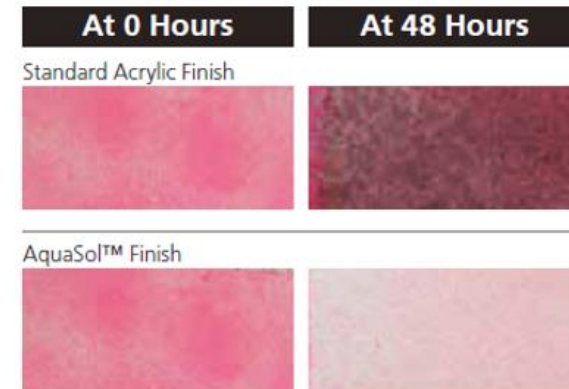 At 0 Hours
At 48 Hours
Standard Acrylic Finish
AquaSol™ Finish